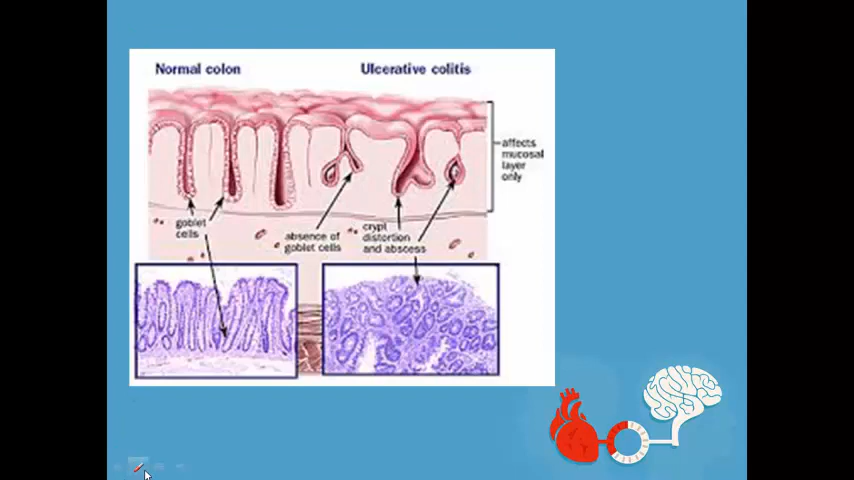 Normal colon
Ulcerative colitis
affects
mucosal
layer
only
goblet
cells
absence of
goblet cells
crypt
distortion
and abscess